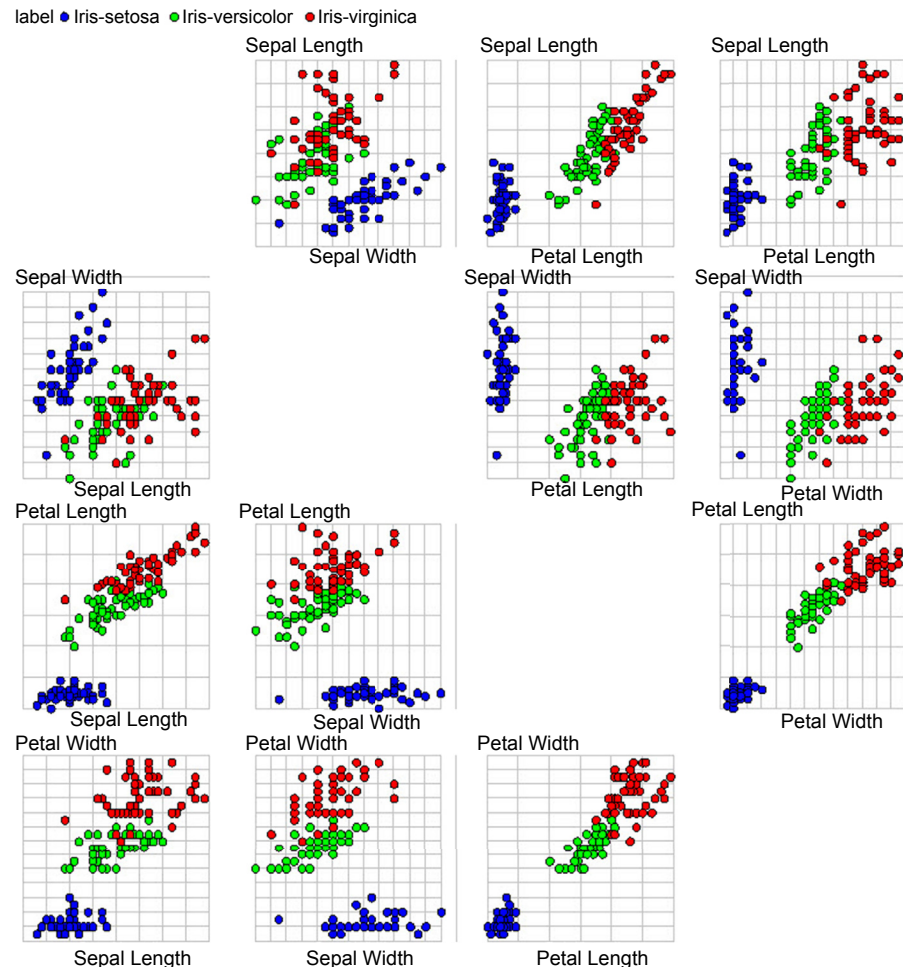 label Iris-setosa Iris-versicolor Iris-virginica
Sepal Length Sepal Length Sepal Length
Sepal Width Petal Length Petal Length
Sepal Width Sepal Width Sepal Width
Sepal Length Petal Length Petal Width
Petal Length Petal Length Petal Length
Sepal Length Sepal Width Petal Width
Petal Width Petal Width Petal Width
Sepal Length Sepal Width Petal Length